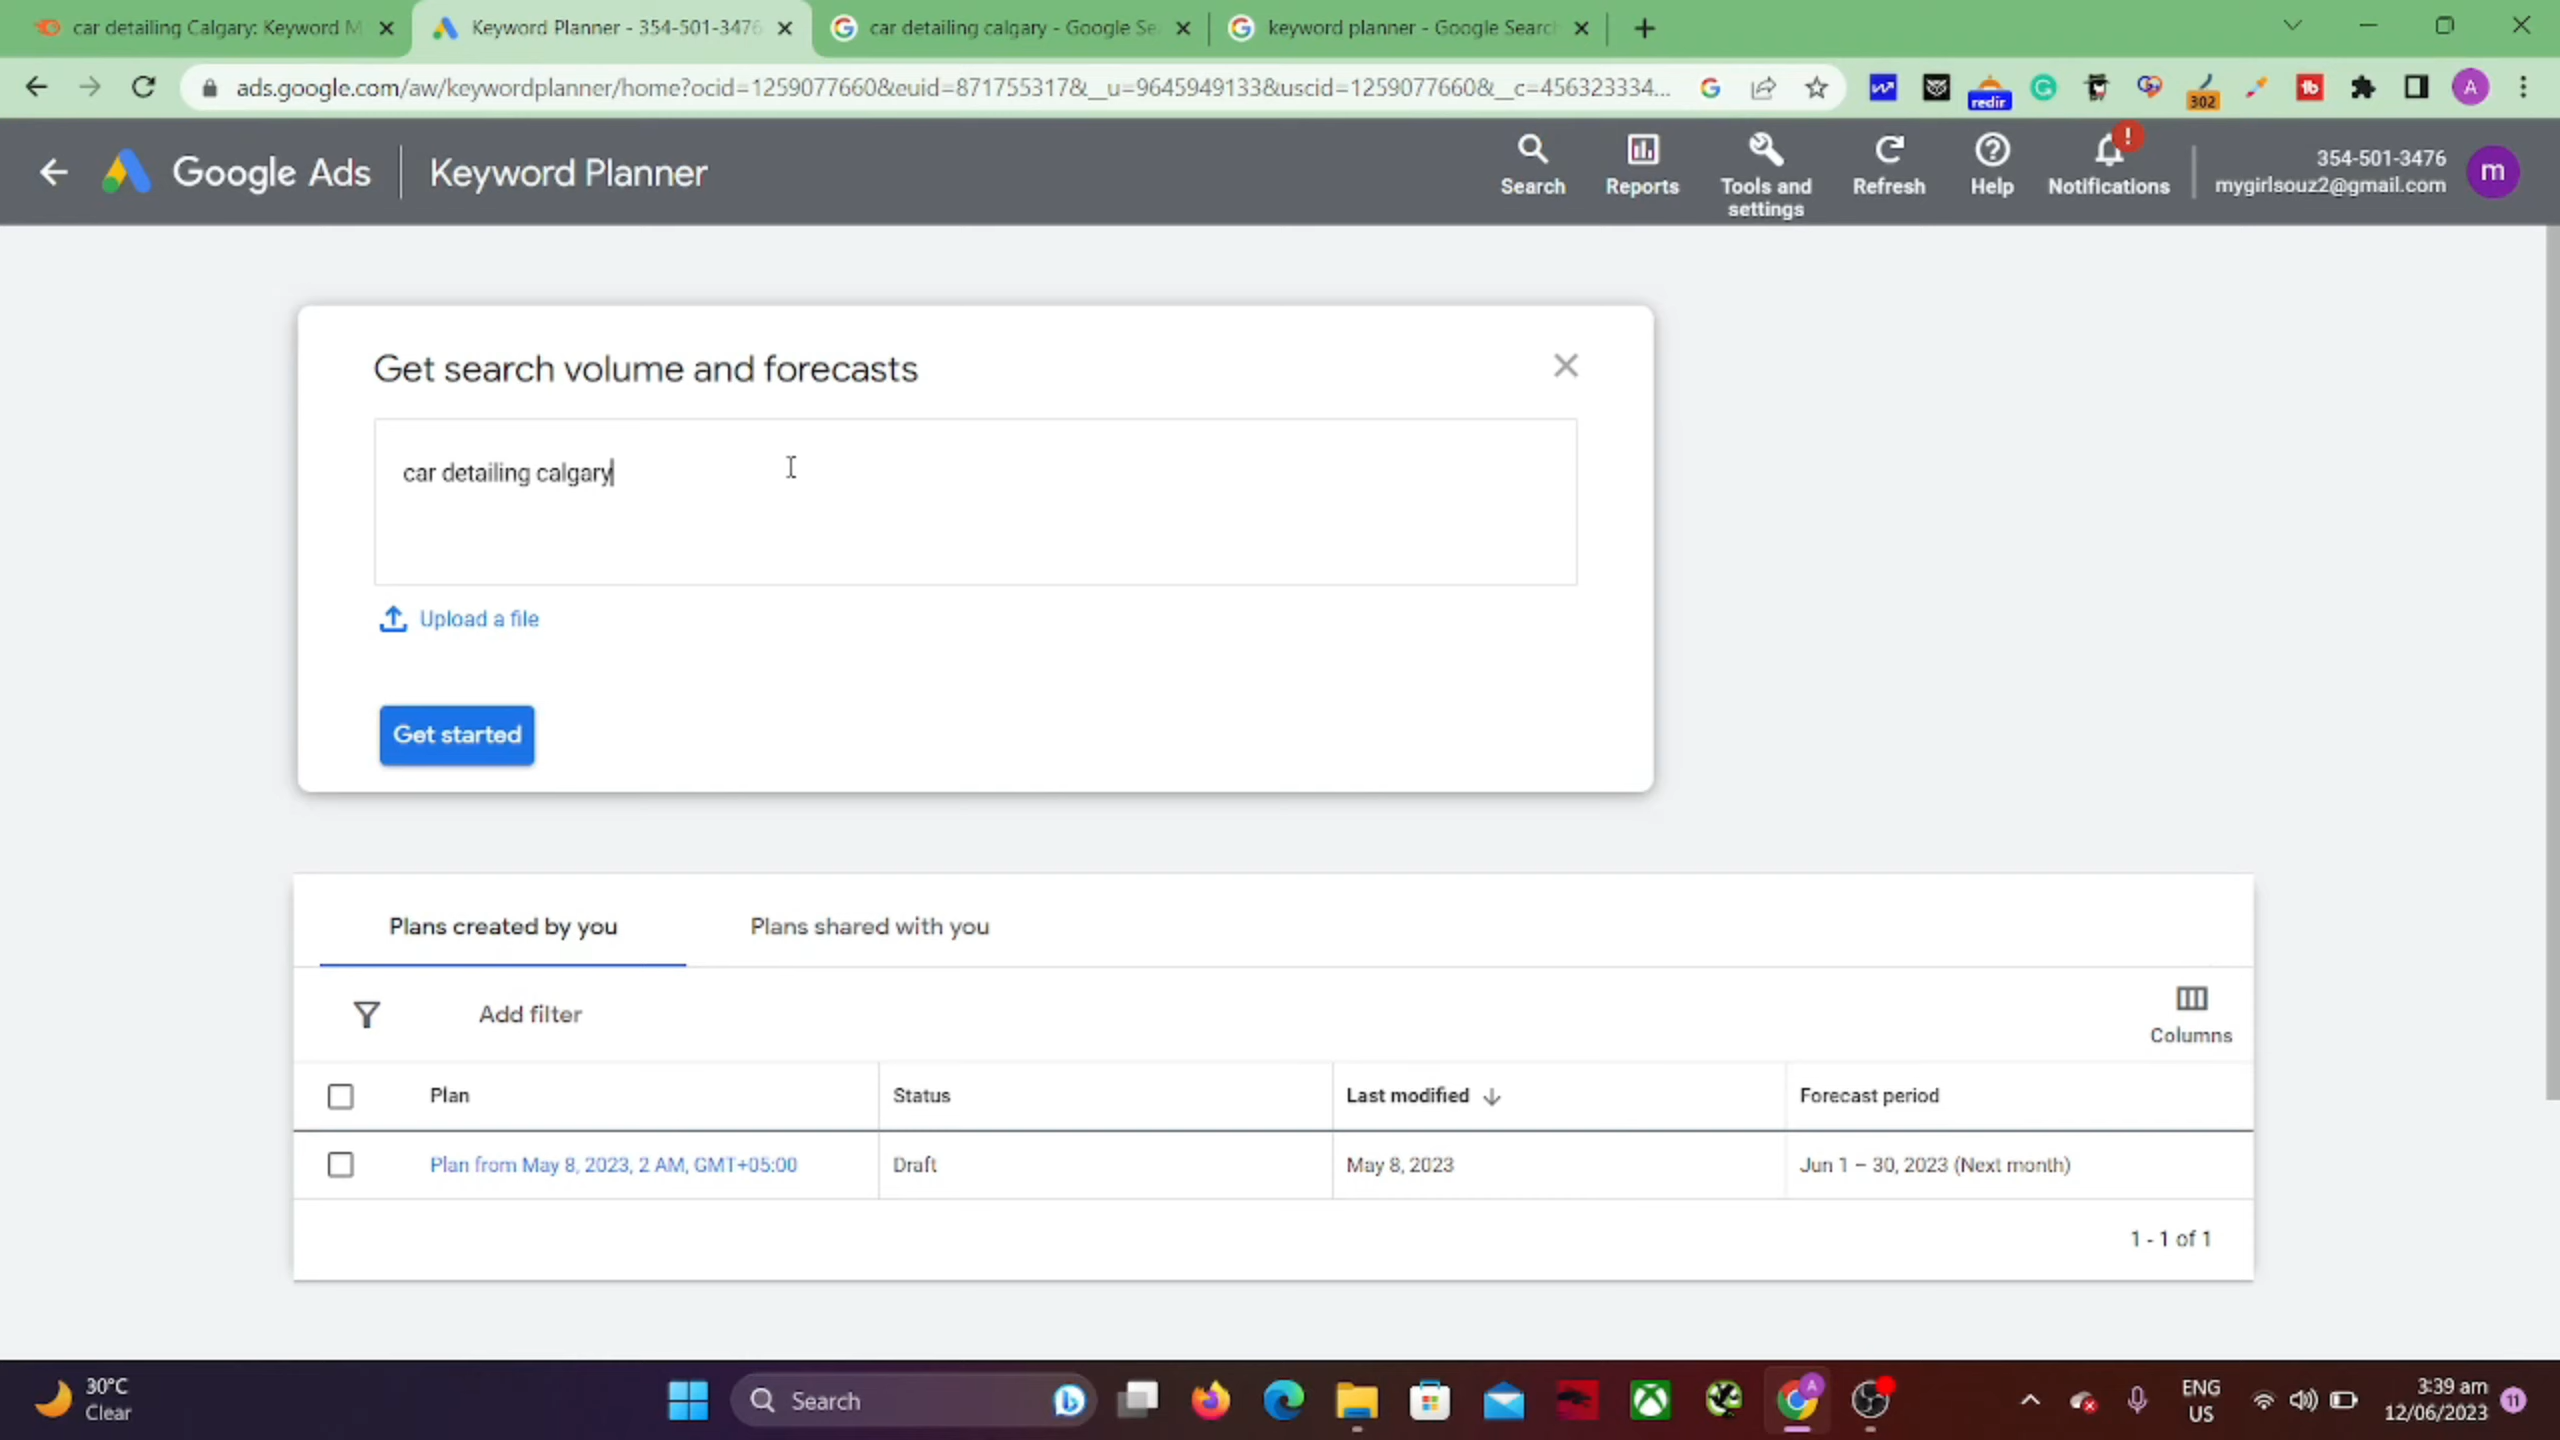 car detailing Calgary: Keyword M
Keyword Planner - 354-501-3476
car detailing calgary - Google Se
keyword planner - Google Search
ads.google.com/aw/keywordplanner/home?ocid=12590077660&euid=8717555317&__u=9645949133&uscid=12590077660&__c=456323334...
redir
302
A
Google Ads
Keyword Planner
Search
Reports
Tools and settings
Refresh
Help
!
Notifications
354-501-3476
mygirlsouz2@gmail.com
m
Get search volume and forecasts
car detailing calgary
Upload a file
Get started
Plans created by you
Plans shared with you
Add filter
Columns
Plan
Status
Last modified
Forecast period
Plan from May 8, 2023, 2 AM, GMT+05:00
Draft
May 8, 2023
Jun 1 – 30, 2023 (Next month)
1 - 1 of 1
30°C
Clear
Search
ENG
US
3:39 am
12/06/2023
11